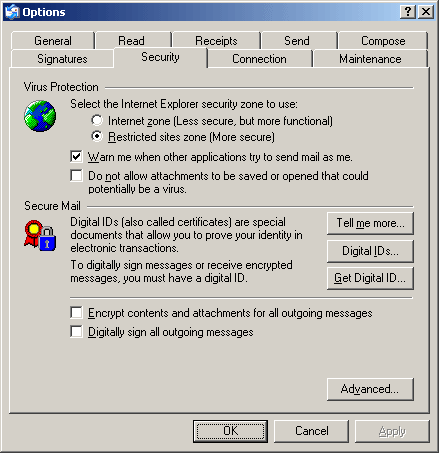 Options
General Read Receipts Send Compose
Signatures Security Connection Maintenance
Virus Protection
Select the Internet Explorer security zone to use:
Internet zone (Less secure, but more functional)
Restricted sites zone (More secure)
Warn me when other applications try to send mail as me.
Do not allow attachments to be saved or opened that could
potentially be a virus.
Secure Mail
Digital IDs (also called certificates) are special
documents that allow you to prove your identity in
electronic transactions.
Tell me more...
Digital IDs...
To digitally sign messages or receive encrypted
messages, you must have a digital ID.
Get Digital ID...
Encrypt contents and attachments for all outgoing messages
Digitally sign all outgoing messages
Advanced...
OK Cancel Apply